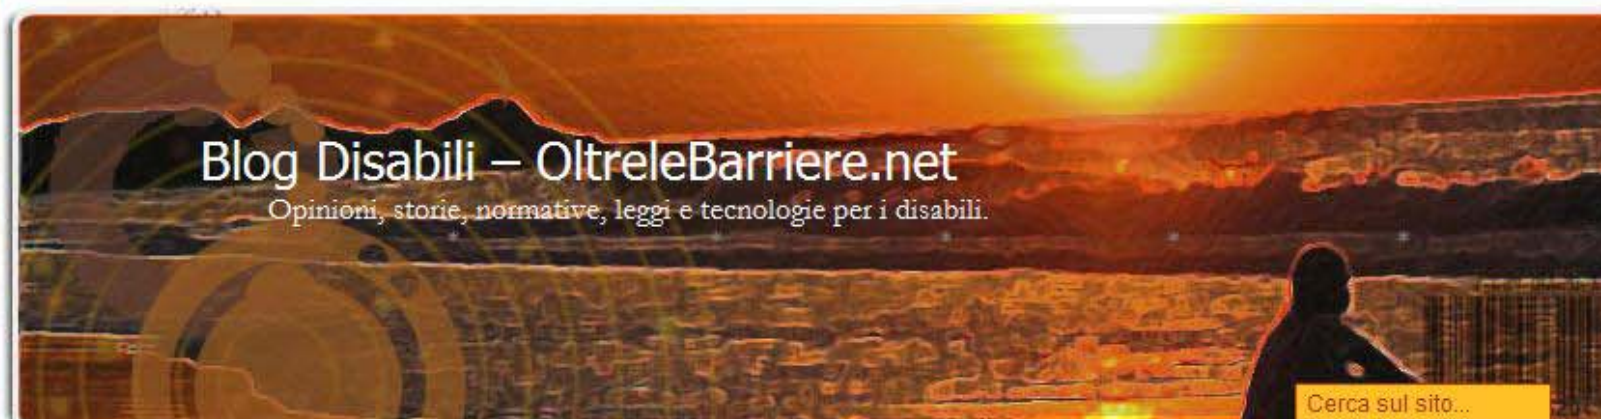 Blog Disabili – OltreleBarriere.net
Opinioni, storie, normative, leggi e tecnologie per i disabili.
Cerca sul sito...